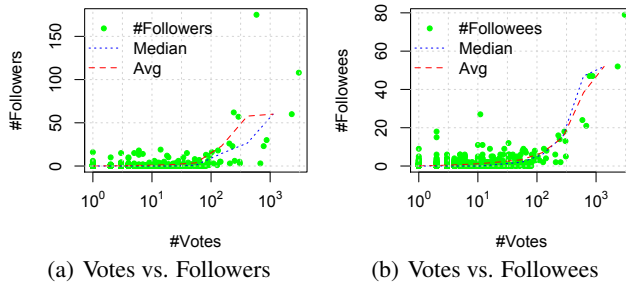 #Followers
Median
Avg
#Followers
0 50 100 150
10^0 10^1 10^2 10^3
#Votes
(a) Votes vs. Followers
#Followees
Median
Avg
#Followees
0 20 40 60 80
10^0 10^1 10^2 10^3
#Votes
(b) Votes vs. Followees